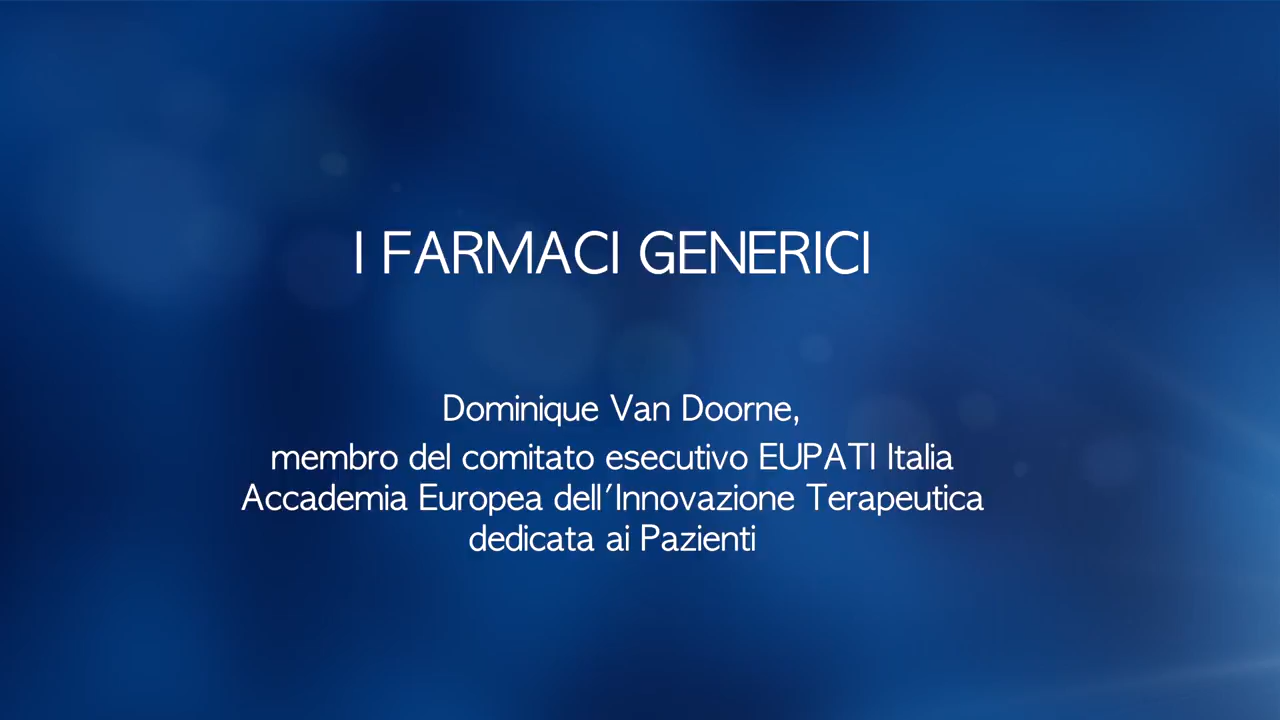 I FARMACI GENERICI
Dominique Van Doorne,
membro del comitato esecutivo EUPATI Italia
Accademia Europea dell'Innovazione Terapeutica
dedicata ai Pazienti